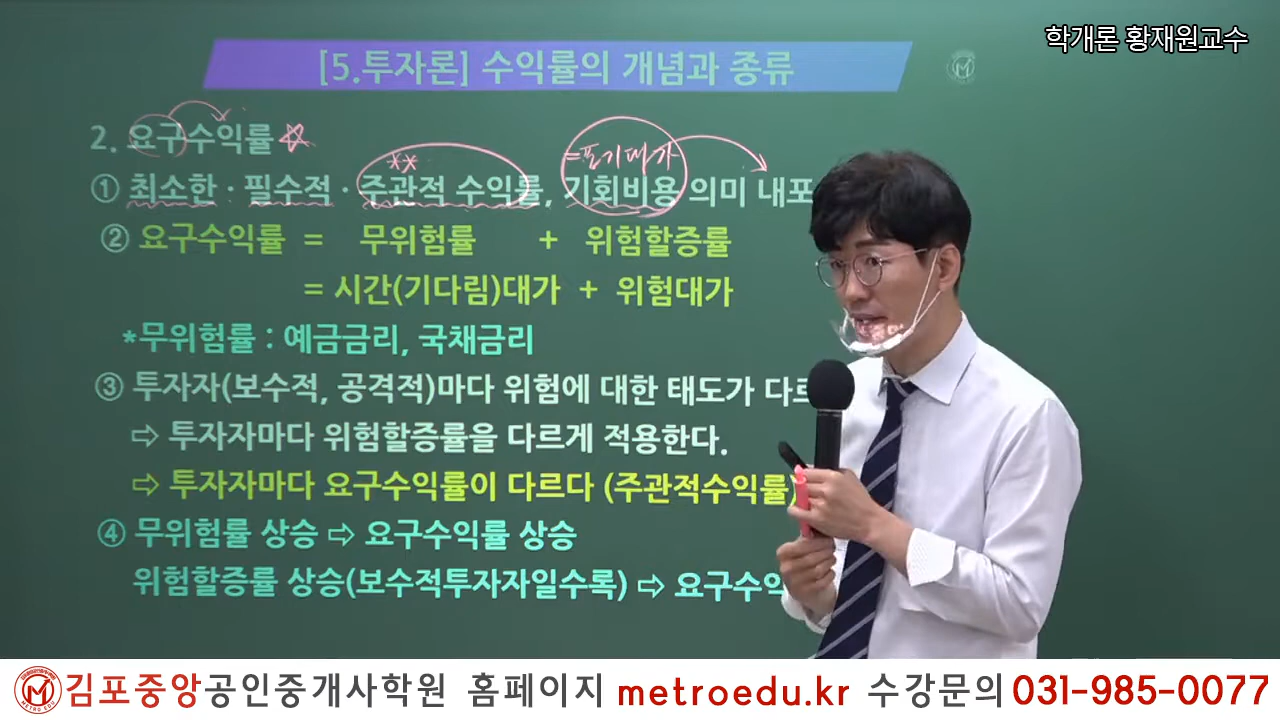 학개론 황재원교수
[5.투자론] 수익률의 개념과 종류
2. 요구수익률
=포기대가
① 최소한 · 필수적 · 주관적 수익률, 기회비용 의미 내포
② 요구수익률 = 무위험률 + 위험할증률
= 시간(기다림)대가 + 위험대가
*무위험률 : 예금금리, 국채금리
③ 투자자(보수적, 공격적)마다 위험에 대한 태도가
⇨ 투자자마다 위험할증률을 다르게 적용한다.
⇨ 투자자마다 요구수익률이 다르다 (주관적수익률)
④ 무위험률 상승 ⇨ 요구수익률 상승
위험할증률 상승(보수적투자자일수록) ⇨ 요구수
김포중앙공인중개사학원 홈페이지 metroedu.kr 수강문의 031-985-0077